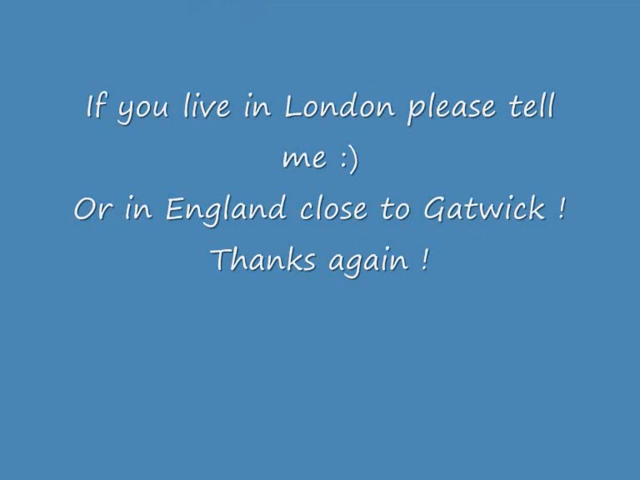 If you live in London please tell
me :)
Or in England close to Gatwick !
Thanks again !